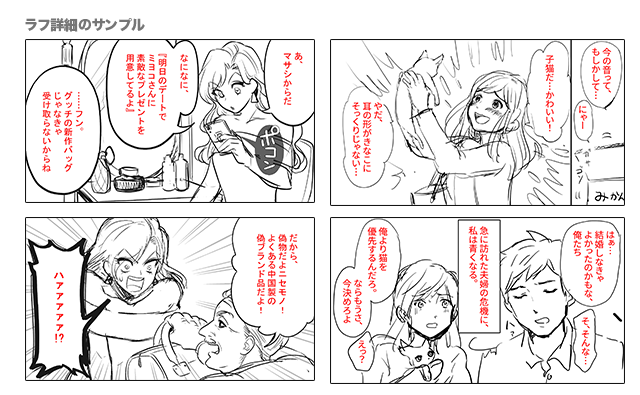 ラフ詳細のサンプル
あ、
マサシからだ
ポコン
なになに、
『明日のデートで
ミヨコさんに
素敵なプレゼントを
用意してるよ』
……フン。
グッチの新作バッグ
じゃなきゃ
受け取らないからね
だから、
偽物だよニセモノ！
よくある中国製の
偽ブランド品だよ！
ハァァァァァ!?
今の音って、
もしかして…
にゃー
みかん
子猫だ…かわいい！
やだ、
耳の形がきなこに
そっくりじゃない…
はぁ…
結婚しなきゃ
よかったのかもな、
俺たち
そ、そんな…
急に訪れた夫婦の危機に、
私は青くなる。
俺より猫を
優先するんだろ。
ならもうさ、
今決めろよ
えっ？